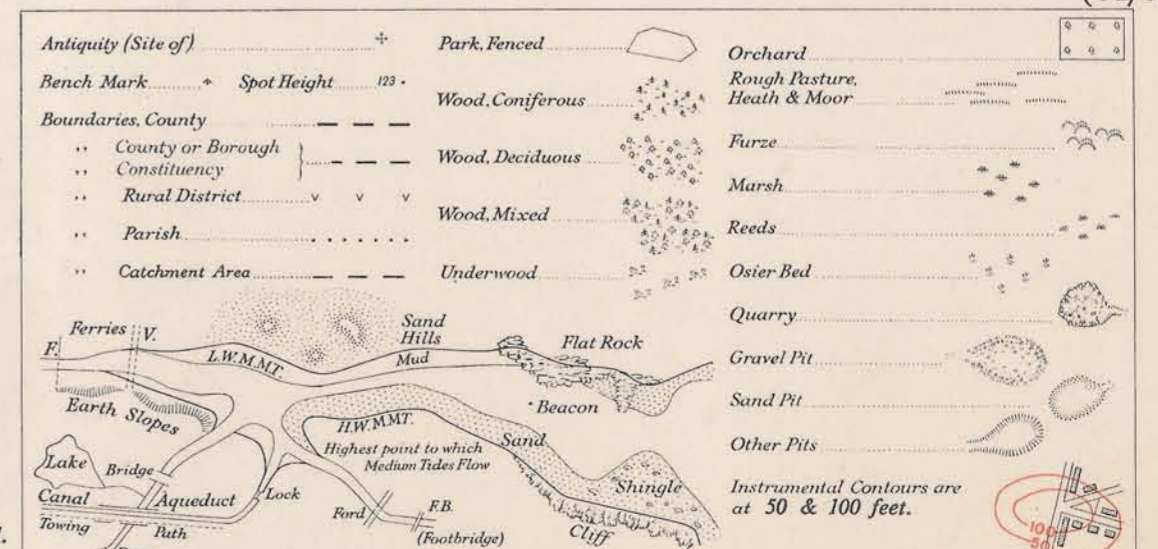 Antiquity (Site of)
Bench Mark Spot Height 123
Boundaries, County
,, County or Borough
,, Constituency
,, Rural District v v v
,, Parish
,, Catchment Area
Park, Fenced
Wood, Coniferous
Wood, Deciduous
Wood, Mixed
Underwood
Orchard
Rough Pasture,
Heath & Moor
Furze
Marsh
Reeds
Osier Bed
Quarry
Gravel Pit
Sand Pit
Other Pits
Instrumental Contours are
at 50 & 100 feet.
100
50
Ferries
F. V.
L.W.M.M.T.
Sand
Hills
Mud
Flat Rock
Earth Slopes
Beacon
H.W.M.M.T.
Highest point to which
Medium Tides Flow
Sand
Shingle
Cliff
Lake
Bridge
Canal
Aqueduct
Lock
Towing Path
Ford
F.B.
(Footbridge)